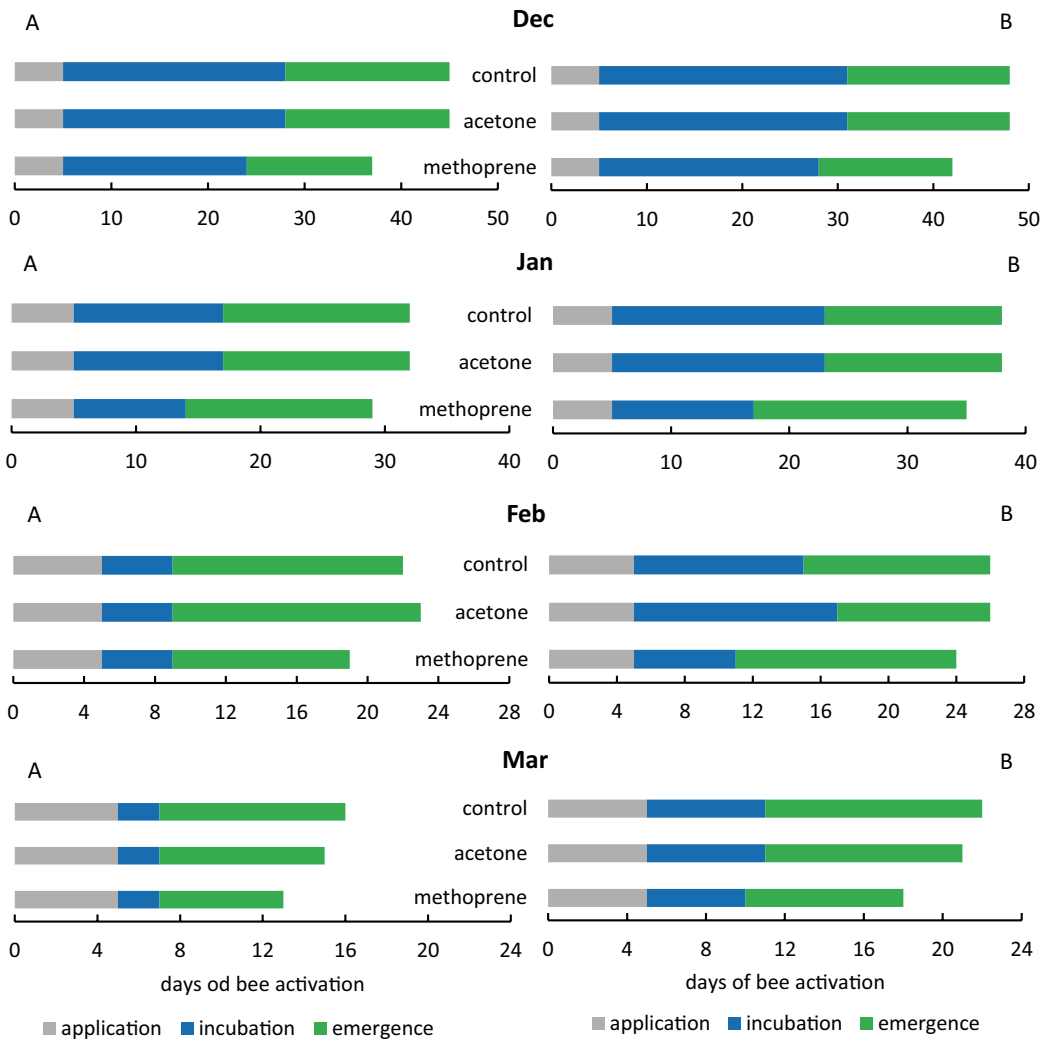 A Dec B
control
acetone
methoprene
0 10 20 30 40 50 0 10 20 30 40 50
A Jan B
control
acetone
methoprene
0 10 20 30 40 0 10 20 30 40
A Feb B
control
acetone
methoprene
0 4 8 12 16 20 24 28 0 4 8 12 16 20 24 28
A Mar B
control
acetone
methoprene
0 4 8 12 16 20 24 0 4 8 12 16 20 24
days od bee activation days of bee activation
application incubation emergence application incubation emergence